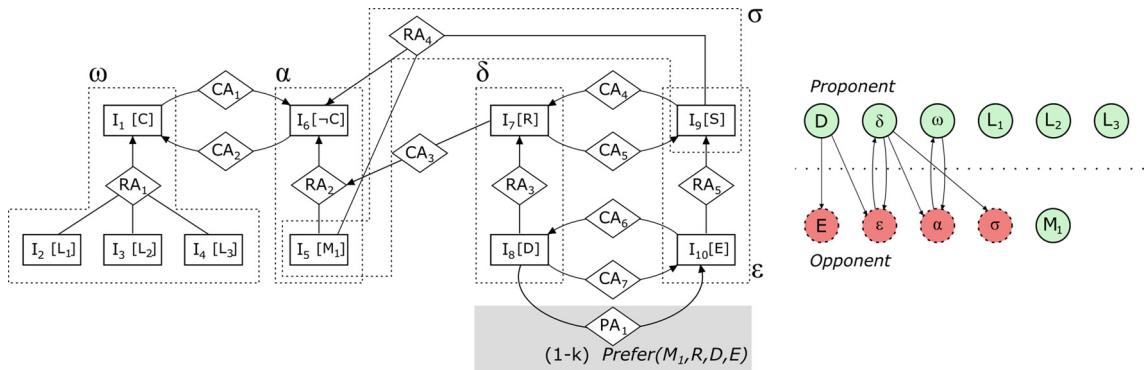 σ
RA₄
ω
α
δ
CA₁
CA₄
Proponent
I₁ [C]
I₆[¬C]
I₇[R]
I₉[S]
D
δ
ω
L₁
L₂
L₃
CA₂
CA₃
CA₅
RA₁
RA₂
RA₃
RA₅
CA₆
E
ε
α
σ
M₁
I₂ [L₁]
I₃ [L₂]
I₄ [L₃]
I₅ [M₁]
I₈[D]
I₁₀[E]
Opponent
CA₇
ε
PA₁
(1-k) Prefer(M₁,R,D,E)